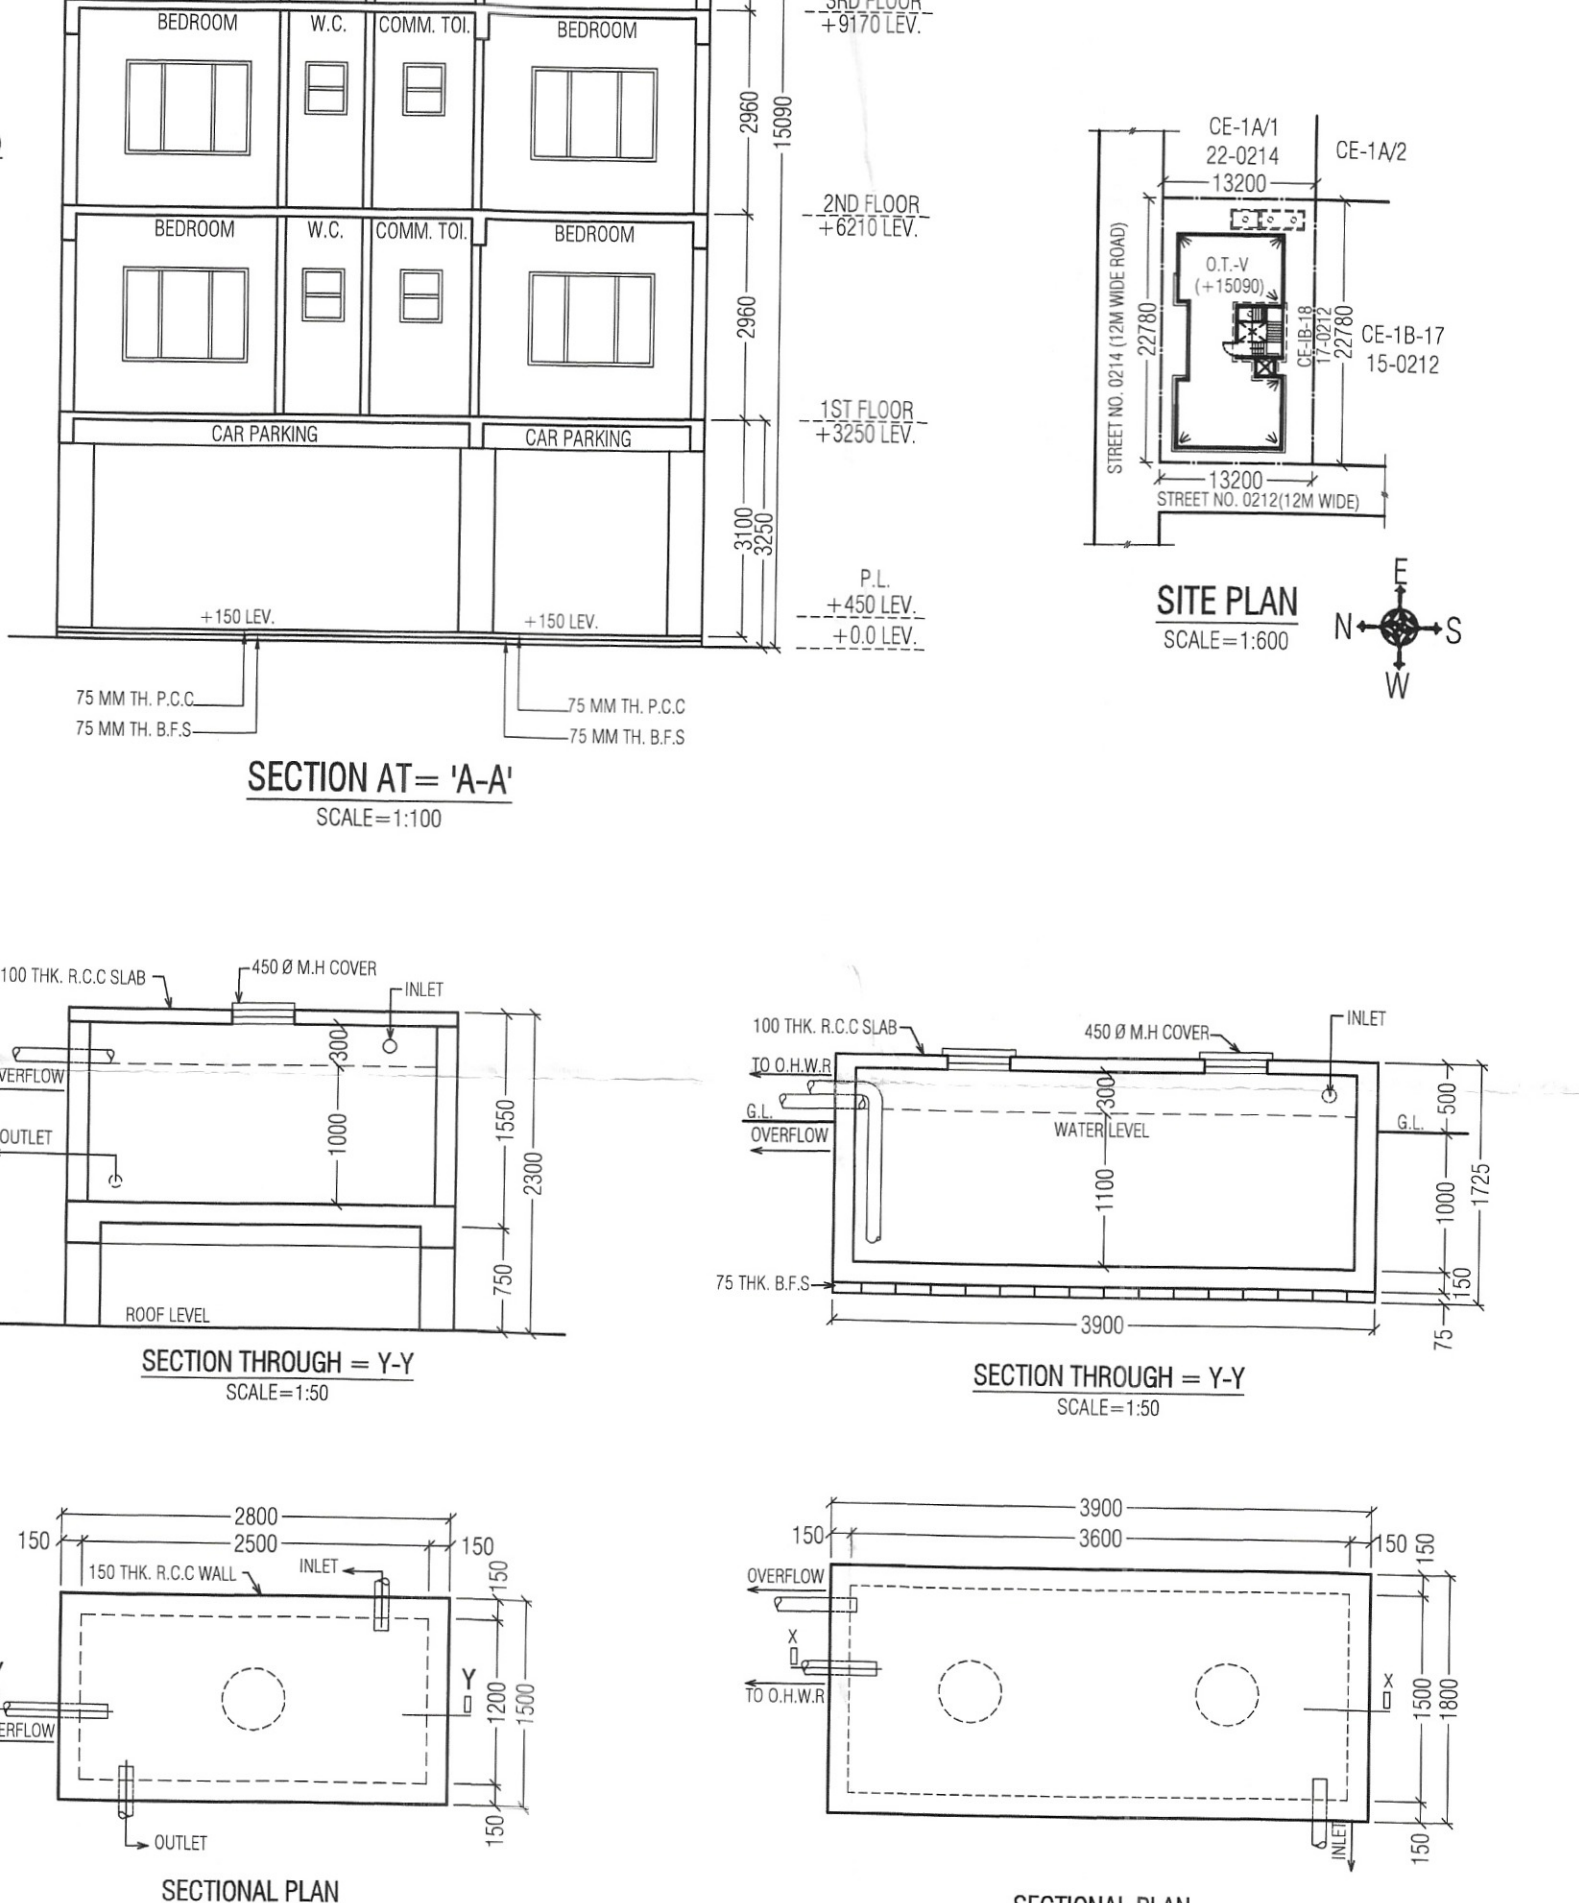 BEDROOM
W.C.
COMM. TOI.
BEDROOM
3RD FLOOR
+9170 LEV.
2960
15090
BEDROOM
W.C.
COMM. TOI.
BEDROOM
2ND FLOOR
+6210 LEV.
2960
CAR PARKING
CAR PARKING
1ST FLOOR
+3250 LEV.
3100
3250
+150 LEV.
+150 LEV.
P.L.
+450 LEV.
+0.0 LEV.
75 MM TH. P.C.C
75 MM TH. B.F.S
75 MM TH. P.C.C
75 MM TH. B.F.S
SECTION AT= 'A-A'
SCALE=1:100
CE-1A/1
22-0214
CE-1A/2
13200
STREET NO. 0214 (12M WIDE ROAD)
22780
O.T.-V
(+15090)
CE-IB-18
17-0212
22780
CE-1B-17
15-0212
13200
STREET NO. 0212(12M WIDE)
SITE PLAN
SCALE=1:600
E
N
S
W
100 THK. R.C.C SLAB
450 Ø M.H COVER
INLET
300
1000
1550
2300
750
OUTLET
ROOF LEVEL
SECTION THROUGH = Y-Y
SCALE=1:50
100 THK. R.C.C SLAB
450 Ø M.H COVER
INLET
TO O.H.W.R
G.L.
OVERFLOW
300
WATER LEVEL
1100
G.L.
500
1000
1725
150
75
75 THK. B.F.S
3900
SECTION THROUGH = Y-Y
SCALE=1:50
2800
150
2500
150
150 THK. R.C.C WALL
INLET
150
Y
1200
1500
150
OUTLET
SECTIONAL PLAN
3900
150
3600
150
150
OVERFLOW
X
TO O.H.W.R
X
1500
1800
INLET
150
SECTIONAL PLAN